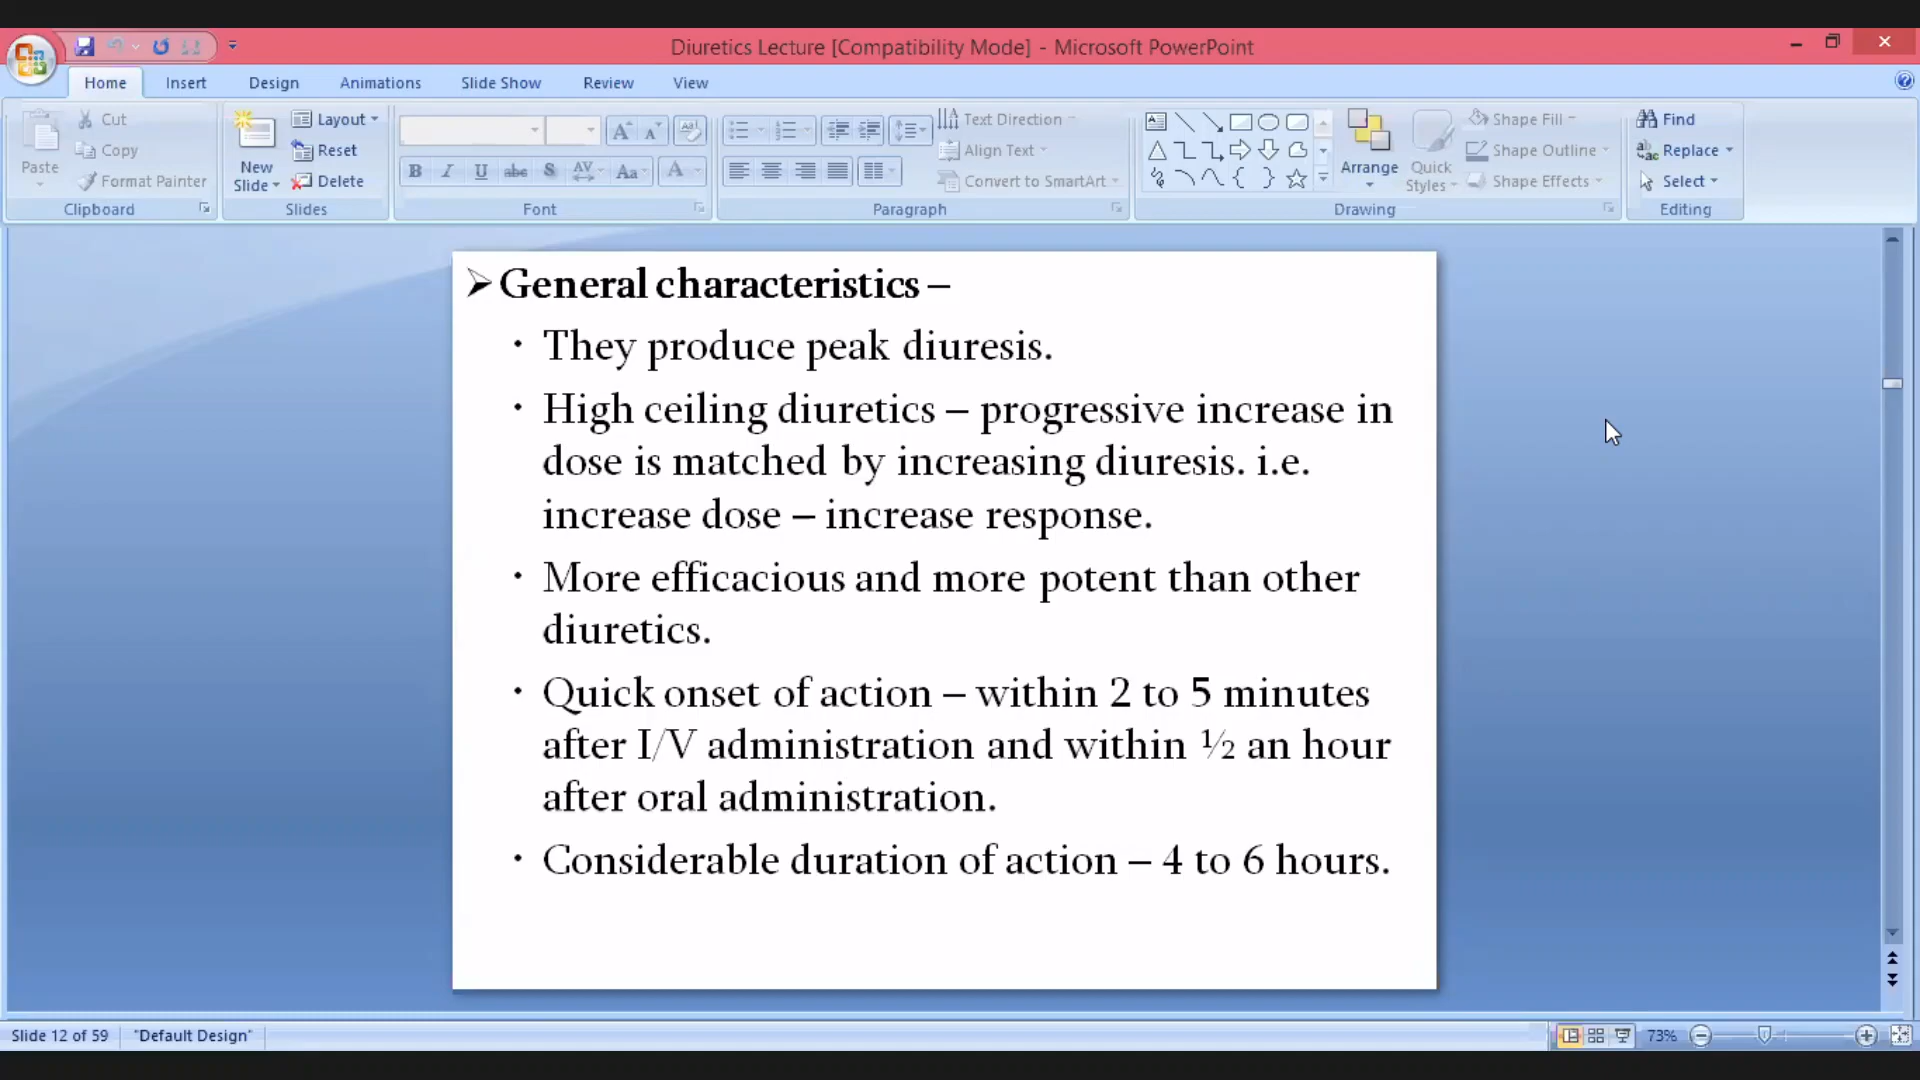 Diuretics Lecture [Compatibility Mode] - Microsoft PowerPoint
Home Insert Design Animations Slide Show Review View
Paste
Cut
Copy
Format Painter
Clipboard
New
Slide
Layout
Reset
Delete
Slides
B I U abc S AV Aa A
Font
Text Direction
Align Text
Convert to SmartArt
Paragraph
Arrange
Quick
Styles
Shape Fill
Shape Outline
Shape Effects
Drawing
Find
Replace
Select
Editing
➢ General characteristics –
• They produce peak diuresis.
• High ceiling diuretics – progressive increase in
dose is matched by increasing diuresis. i.e.
increase dose – increase response.
• More efficacious and more potent than other
diuretics.
• Quick onset of action – within 2 to 5 minutes
after I/V administration and within ½ an hour
after oral administration.
• Considerable duration of action – 4 to 6 hours.
Slide 12 of 59 "Default Design" 73%